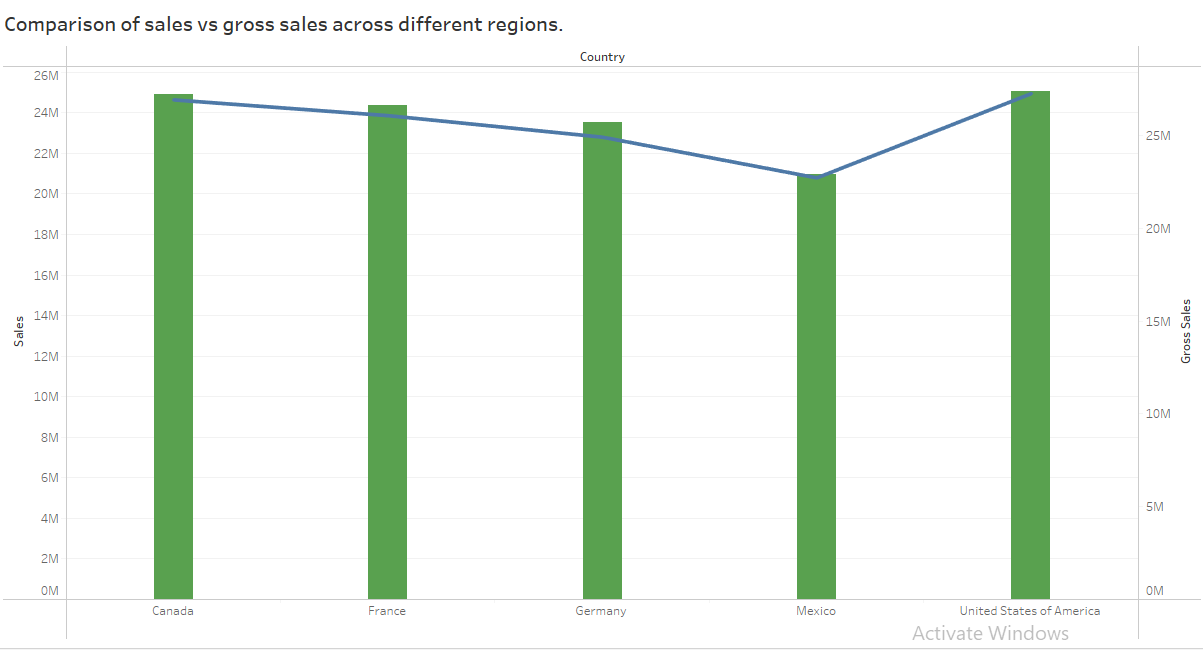 Comparison of sales vs gross sales across different regions.
Country
Sales
26M
24M
22M
20M
18M
16M
14M
12M
10M
8M
6M
4M
2M
0M
25M
20M
15M
10M
5M
0M
Gross Sales
Canada
France
Germany
Mexico
United States of America
Activate Windows